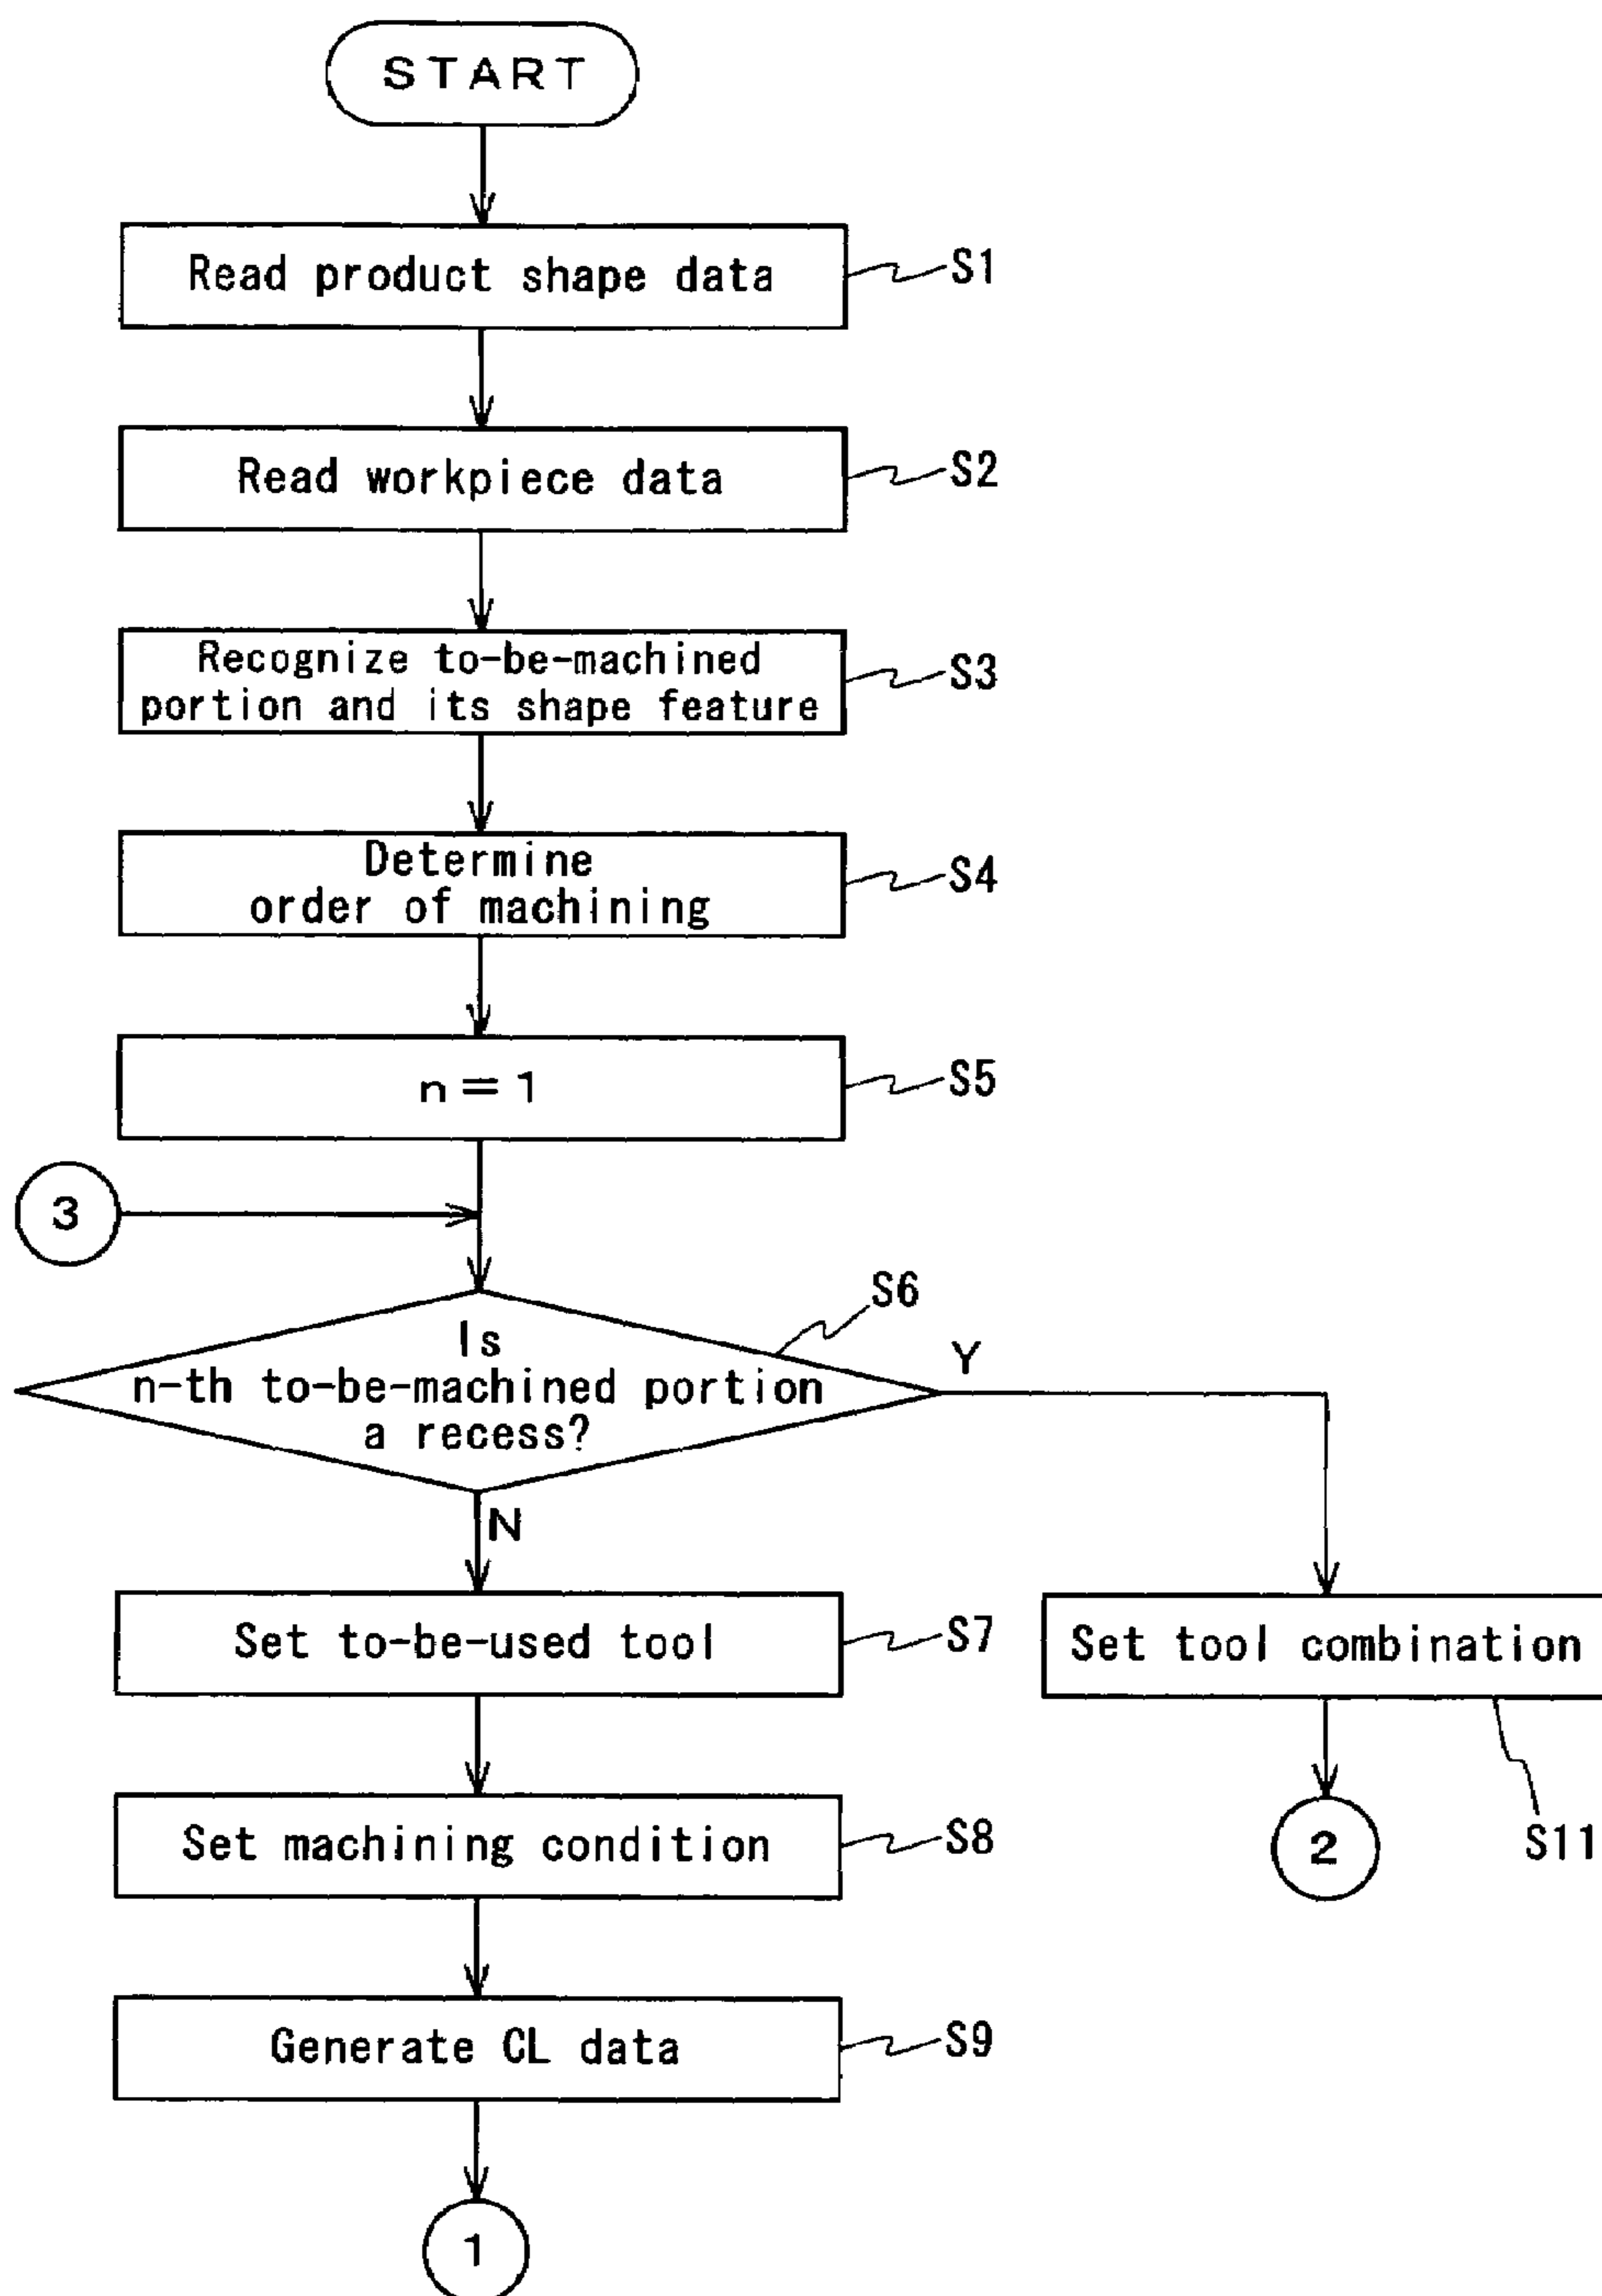 START
Read product shape data
S1
Read workpiece data
S2
Recognize to-be-machined
portion and its shape feature
S3
Determine
order of machining
S4
n=1
S5
3
S6
Is
n-th to-be-machined portion
a recess?
Y
N
Set to-be-used tool
S7
Set tool combination
S11
Set machining condition
S8
2
Generate CL data
S9
1